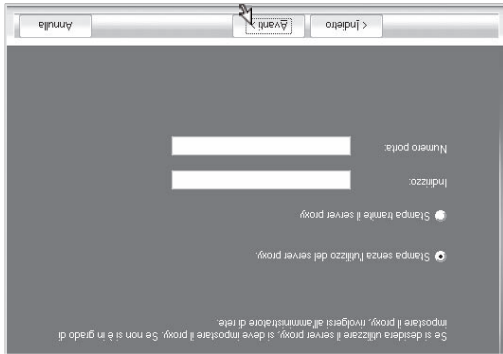 Se si desidera utilizzare il server proxy, si deve impostare il proxy. Se non si è in grado di
impostare il proxy, rivolgersi all'amministratore di rete.
Stampa senza l'utilizzo del server proxy.
Stampa tramite il server proxy
Indirizzo:
Numero porta:
< Indietro
Avanti >
Annulla